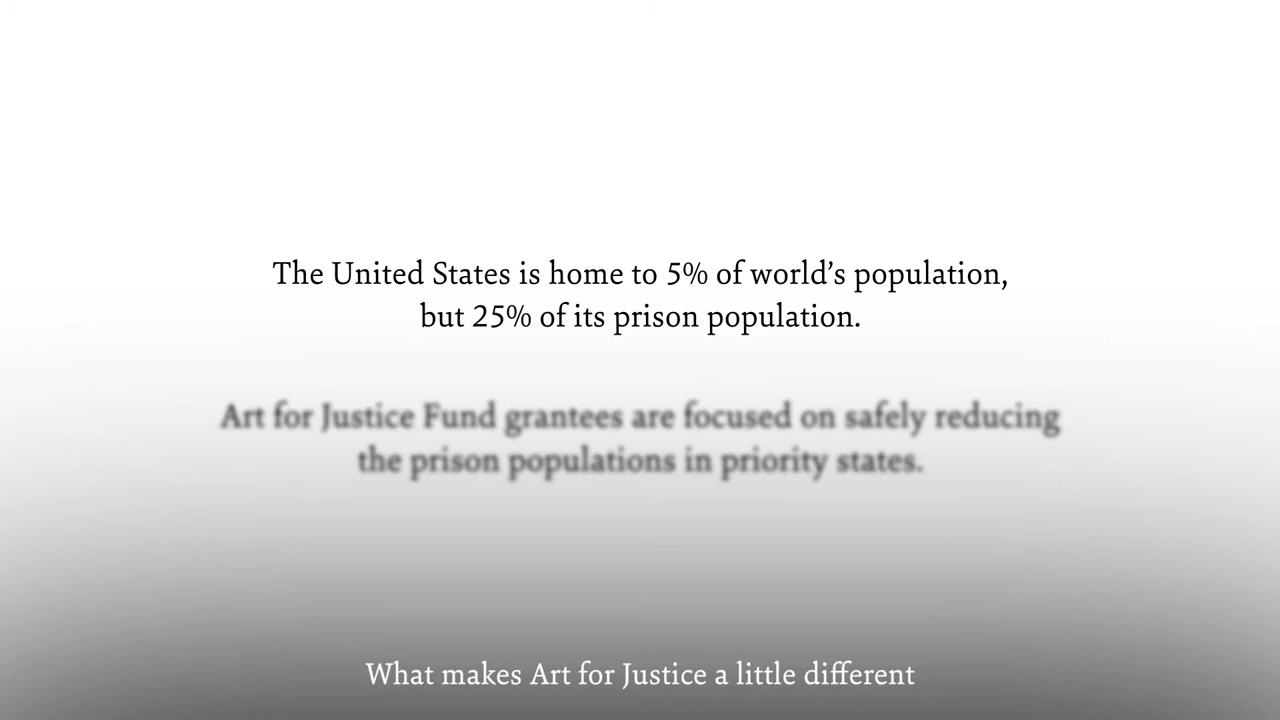 The United States is home to 5% of world’s population,
but 25% of its prison population.
Art for Justice Fund grantees are focused on safely reducing
the prison populations in priority states.
What makes Art for Justice a little different